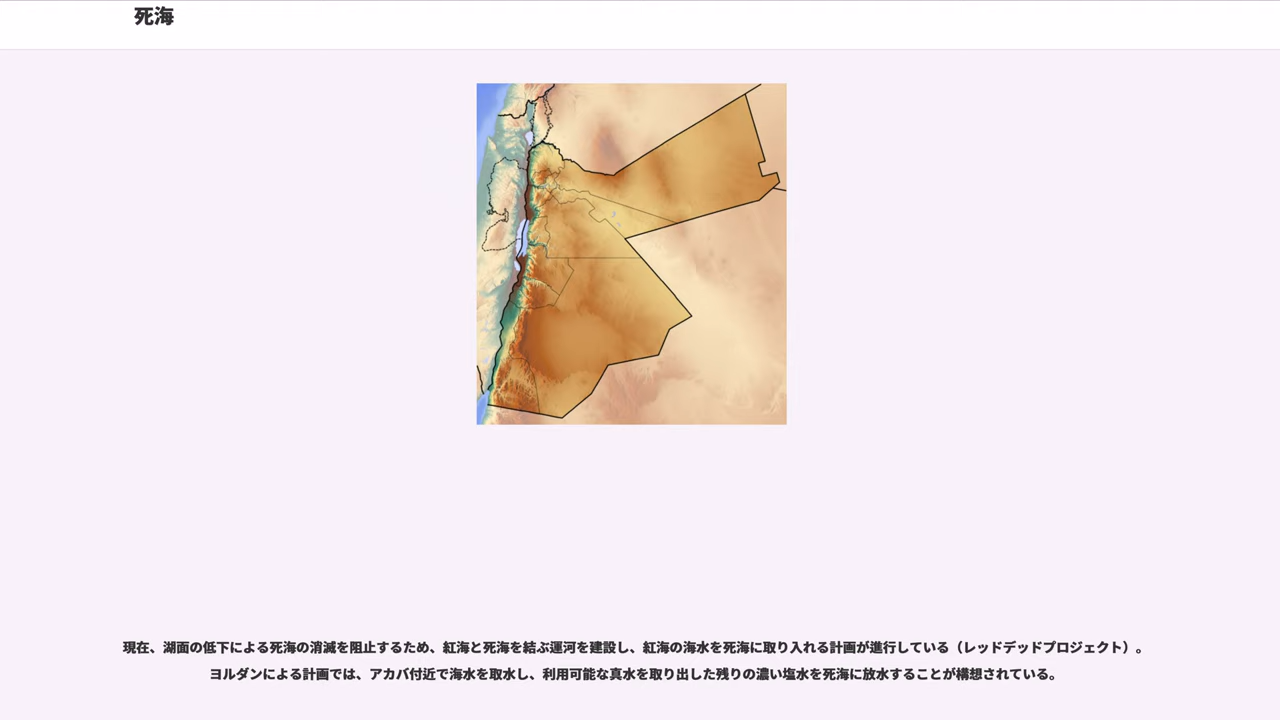 死海
現在、湖面の低下による死海の消滅を阻止するため、紅海と死海を結ぶ運河を建設し、紅海の海水を死海に取り入れる計画が進行している（レッドデッドプロジェクト）。
ヨルダンによる計画では、アカバ付近で海水を取水し、利用可能な真水を取り出した残りの濃い塩水を死海に放水することが構想されている。